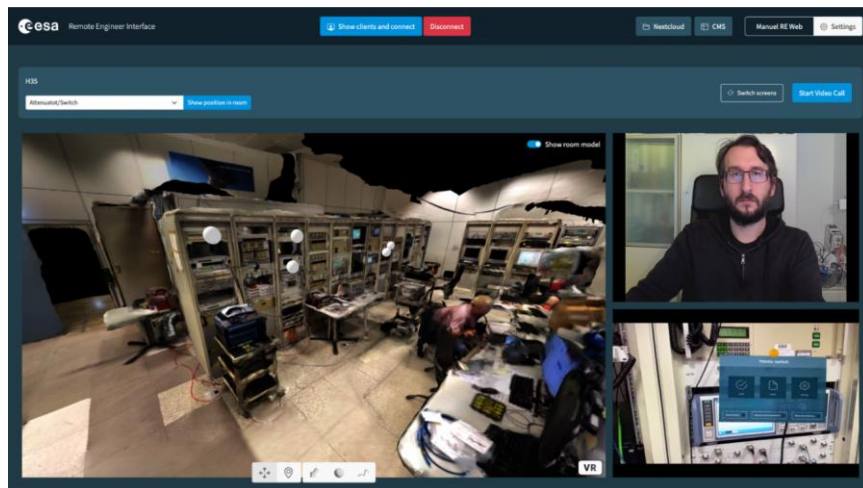 esa Remote Engineer Interface
Show clients and connect
Disconnect
Nextcloud
CMS
Manuel RE Web
Settings
H35
Attenuatot/Switch
Show position in room
Switch screens
Start Video Call
Show room model
VR